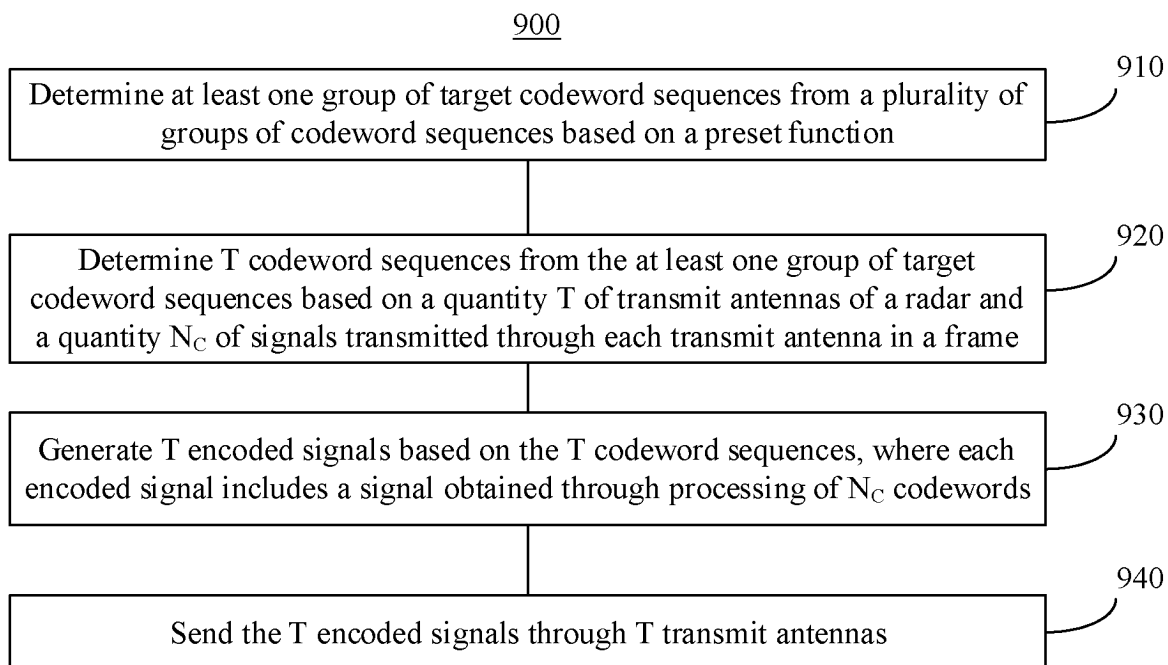 900
910
Determine at least one group of target codeword sequences from a plurality of
groups of codeword sequences based on a preset function
920
Determine T codeword sequences from the at least one group of target
codeword sequences based on a quantity T of transmit antennas of a radar and
a quantity N_C of signals transmitted through each transmit antenna in a frame
930
Generate T encoded signals based on the T codeword sequences, where each
encoded signal includes a signal obtained through processing of N_C codewords
940
Send the T encoded signals through T transmit antennas